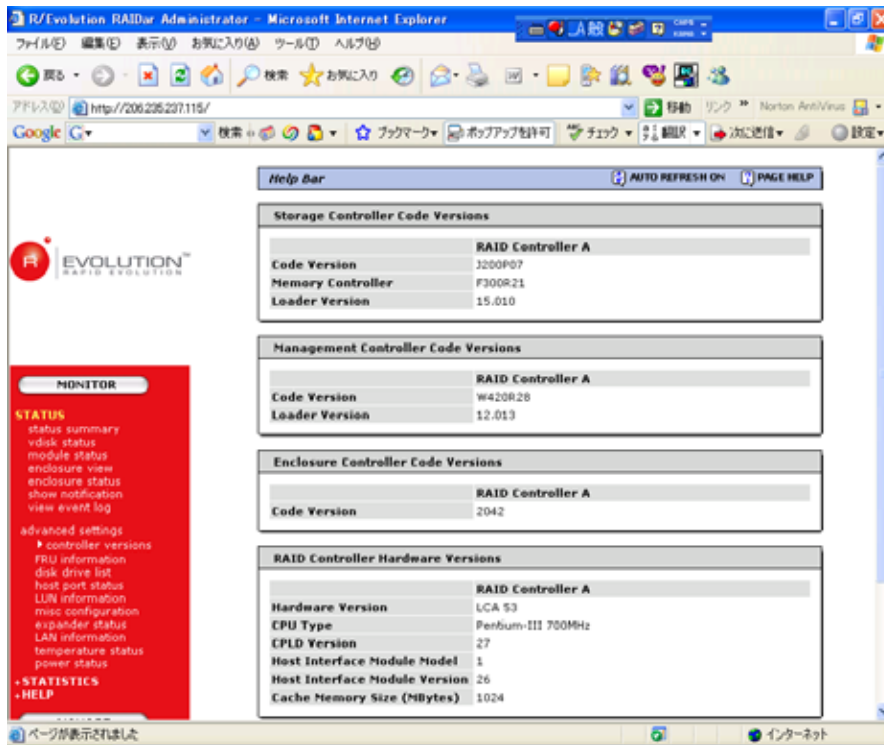 R/Evolution RAIDar Administrator - Microsoft Internet Explorer
A 般
CAPS
KANA
ファイル(F) 編集(E) 表示(V) お気に入り(A) ツール(T) ヘルプ(H)
戻る 検索 お気に入り
アドレス(D) http://206.235.237.115/ 移動 リンク » Norton AntiVirus
Google G 検索 ブックマーク ポップアップを許可 チェック 翻訳 次に送信 設定
Help Bar AUTO REFRESH ON PAGE HELP
R EVOLUTION™
RAPID EVOLUTION
Storage Controller Code Versions
RAID Controller A
Code Version J200P07
Memory Controller F300R21
Loader Version 15.010
Management Controller Code Versions
RAID Controller A
Code Version W420R28
Loader Version 12.013
Enclosure Controller Code Versions
RAID Controller A
Code Version 2042
RAID Controller Hardware Versions
RAID Controller A
Hardware Version LCA 53
CPU Type Pentium-III 700MHz
CPLD Version 27
Host Interface Module Model 1
Host Interface Module Version 26
Cache Memory Size (MBytes) 1024
MONITOR
STATUS
status summary
vdisk status
module status
enclosure view
enclosure status
show notification
view event log
advanced settings
controller versions
FRU information
disk drive list
host port status
LUN information
misc configuration
expander status
LAN information
temperature status
power status
+STATISTICS
+HELP
ページが表示されました インターネット